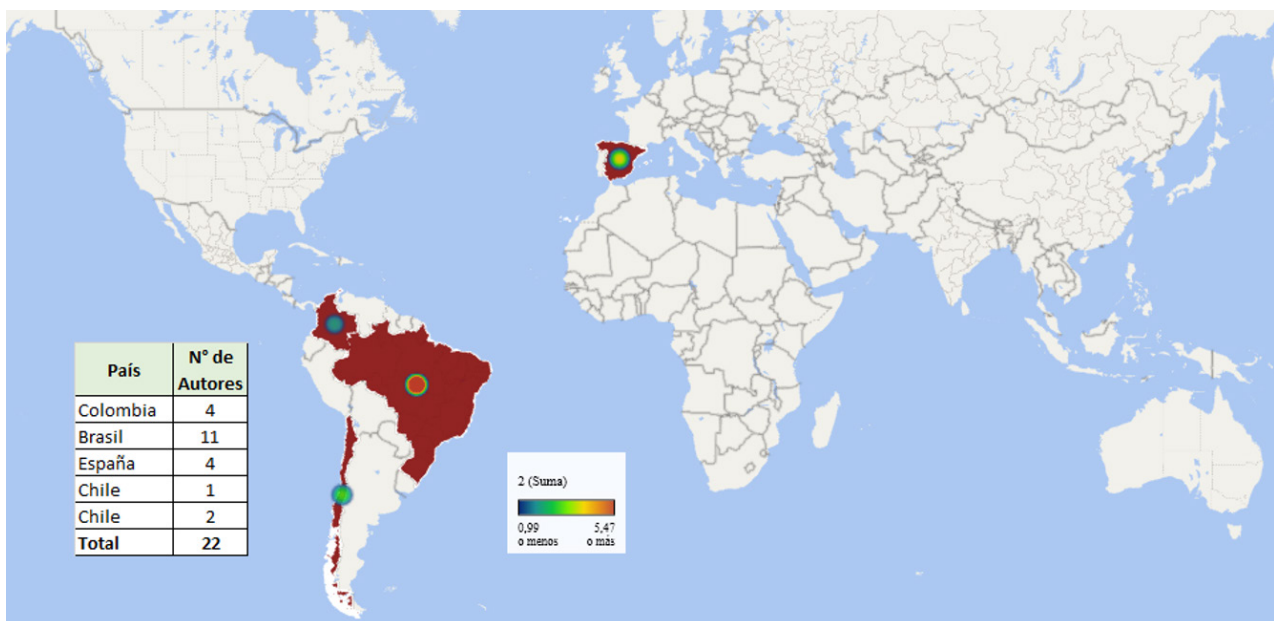 País N° de Autores
Colombia 4
Brasil 11
España 4
Chile 1
Chile 2
Total 22
2 (Suma)
0,99 5,47
o menos o más